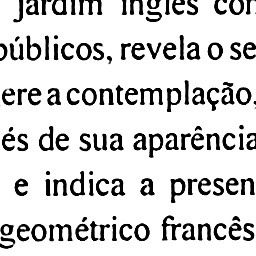 jardim inglês con
públicos, revela o se
ere a contemplação,
és de sua aparência
e indica a presen
geométrico francês